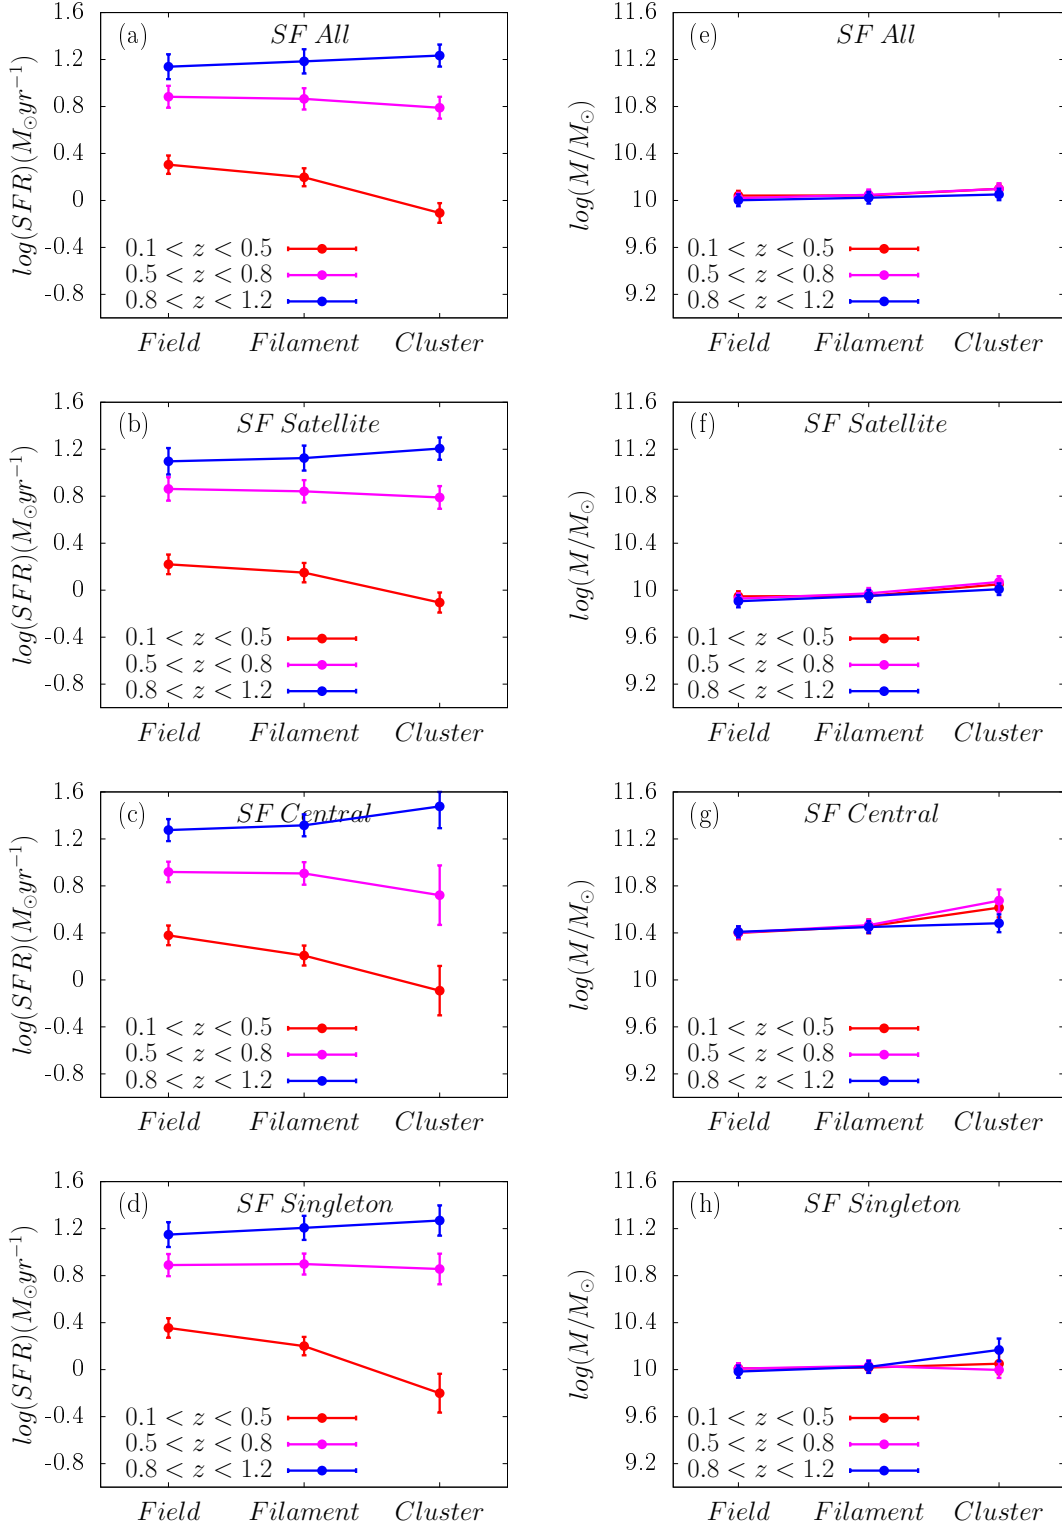 (a) SF All
log(SFR)(M⊙yr⁻¹)
1.6
1.2
0.8
0.4
0
-0.4
-0.8
0.1 < z < 0.5
0.5 < z < 0.8
0.8 < z < 1.2
Field Filament Cluster
(e) SF All
log(M/M⊙)
11.6
11.2
10.8
10.4
10
9.6
9.2
0.1 < z < 0.5
0.5 < z < 0.8
0.8 < z < 1.2
Field Filament Cluster
(b) SF Satellite
log(SFR)(M⊙yr⁻¹)
1.6
1.2
0.8
0.4
0
-0.4
-0.8
0.1 < z < 0.5
0.5 < z < 0.8
0.8 < z < 1.2
Field Filament Cluster
(f) SF Satellite
log(M/M⊙)
11.6
11.2
10.8
10.4
10
9.6
9.2
0.1 < z < 0.5
0.5 < z < 0.8
0.8 < z < 1.2
Field Filament Cluster
(c) SF Central
log(SFR)(M⊙yr⁻¹)
1.6
1.2
0.8
0.4
0
-0.4
-0.8
0.1 < z < 0.5
0.5 < z < 0.8
0.8 < z < 1.2
Field Filament Cluster
(g) SF Central
log(M/M⊙)
11.6
11.2
10.8
10.4
10
9.6
9.2
0.1 < z < 0.5
0.5 < z < 0.8
0.8 < z < 1.2
Field Filament Cluster
(d) SF Singleton
log(SFR)(M⊙yr⁻¹)
1.6
1.2
0.8
0.4
0
-0.4
-0.8
0.1 < z < 0.5
0.5 < z < 0.8
0.8 < z < 1.2
Field Filament Cluster
(h) SF Singleton
log(M/M⊙)
11.6
11.2
10.8
10.4
10
9.6
9.2
0.1 < z < 0.5
0.5 < z < 0.8
0.8 < z < 1.2
Field Filament Cluster